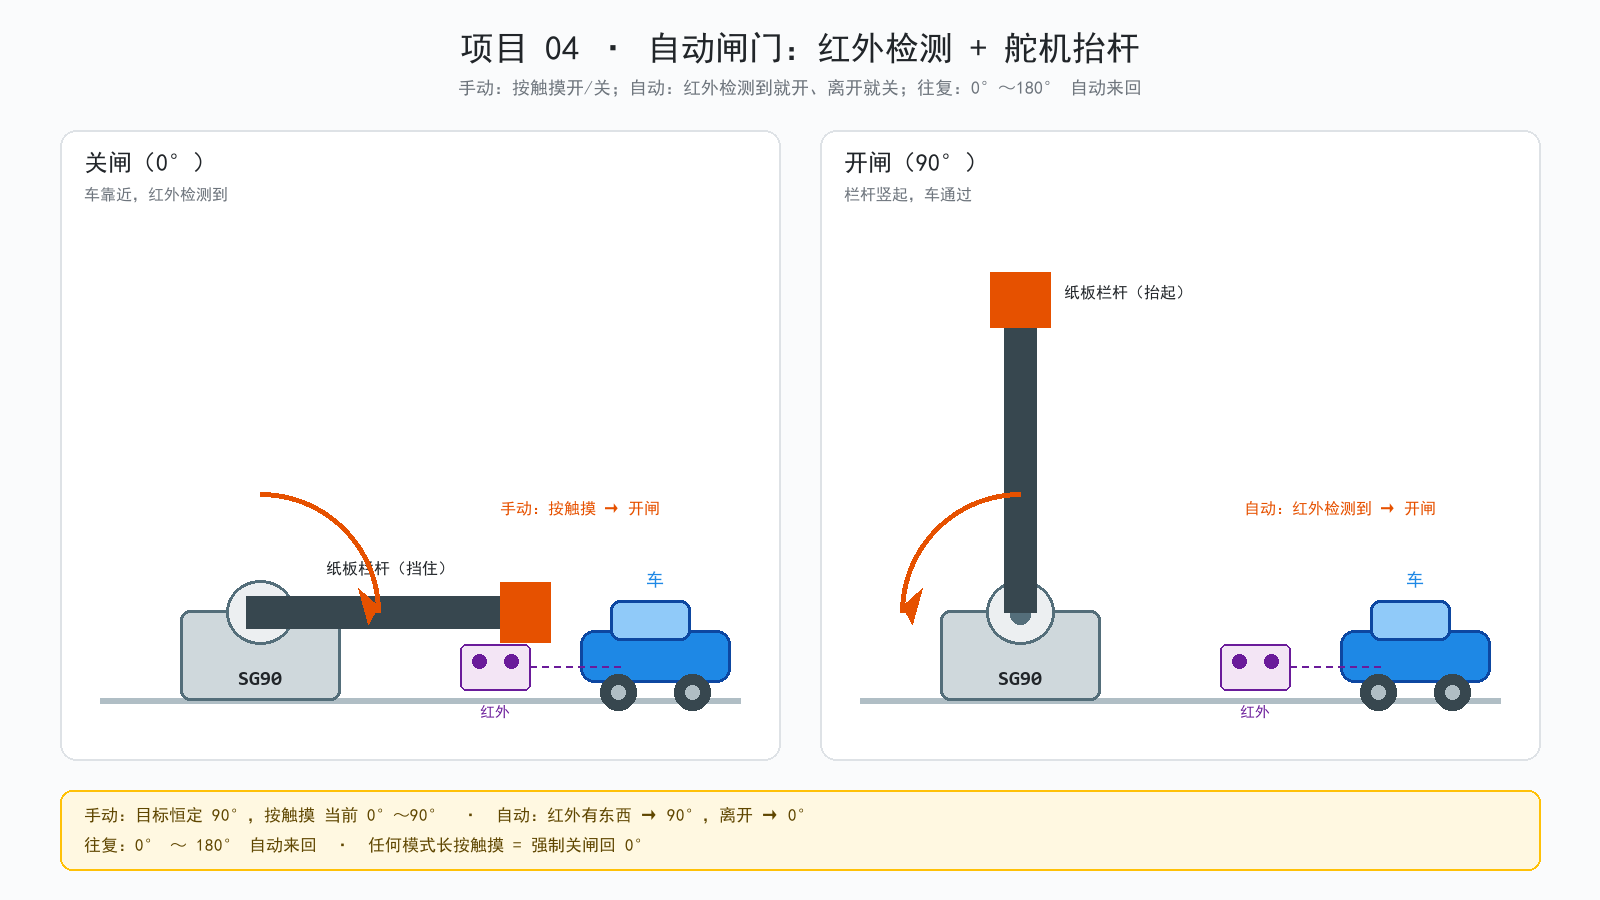 项目 04 · 自动闸门：红外检测 + 舵机抬杆
手动：按触摸开/关；自动：红外检测到就开、离开就关；往复：0°～180° 自动来回
关闸（0°）
车靠近，红外检测到
手动：按触摸 → 开闸
纸板栏杆（挡住）
车
SG90
红外
开闸（90°）
栏杆竖起，车通过
纸板栏杆（抬起）
自动：红外检测到 → 开闸
车
SG90
红外
手动：目标恒定 90°，按触摸 当前 0°～90° · 自动：红外有东西 → 90°，离开 → 0°
往复：0° ～ 180° 自动来回 · 任何模式长按触摸 = 强制关闸回 0°